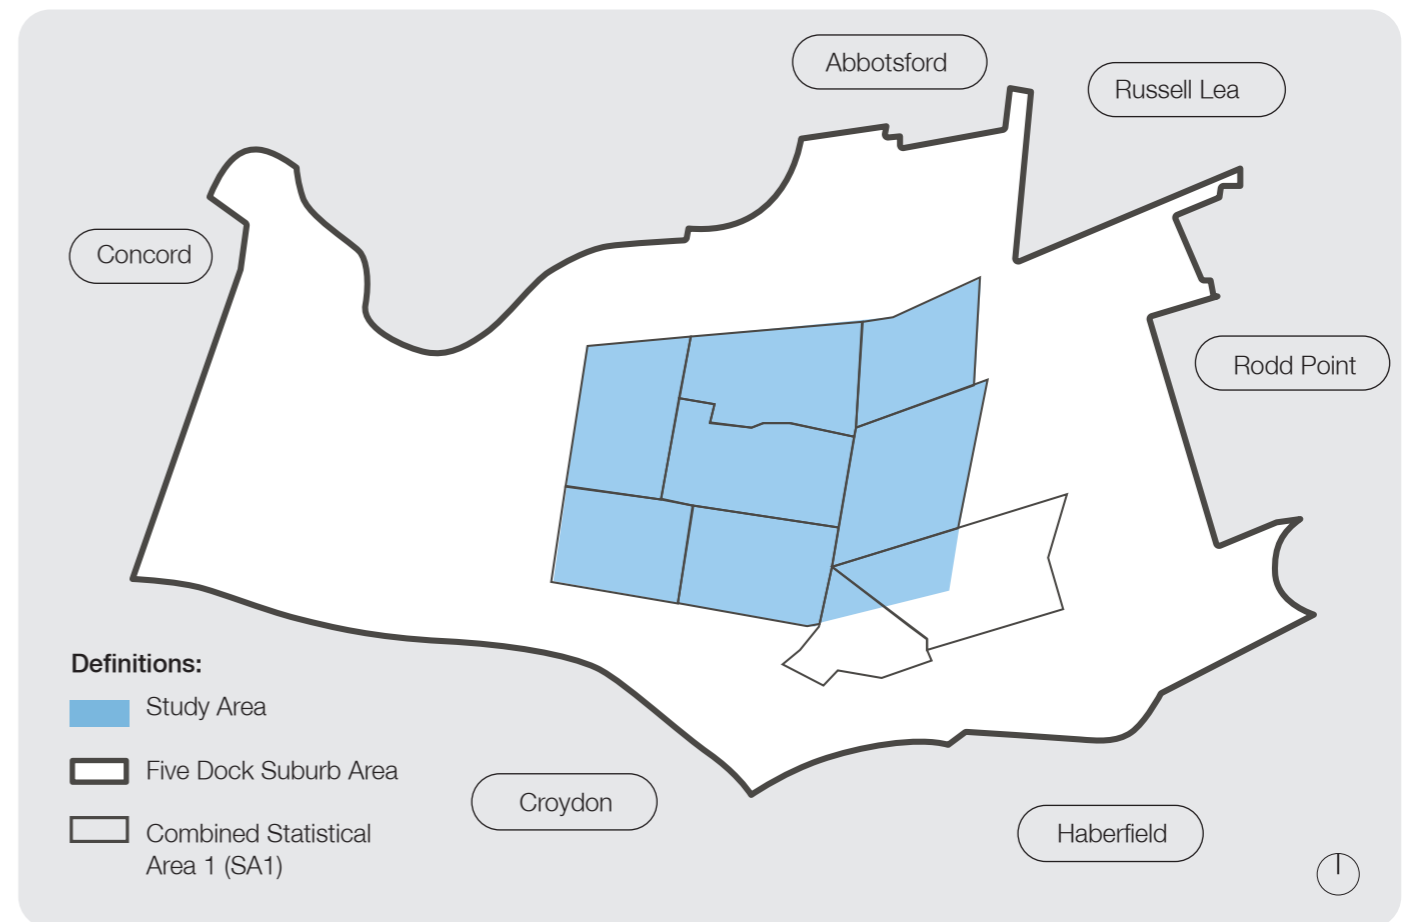 Abbotsford
Russell Lea
Concord
Rodd Point
Definitions:
Study Area
Five Dock Suburb Area
Combined Statistical
Area 1 (SA1)
Croydon
Haberfield